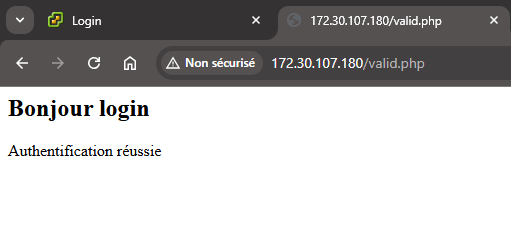 Login
172.30.107.180/valid.php
Non sécurisé
172.30.107.180/valid.php
Bonjour login
Authentification réussie